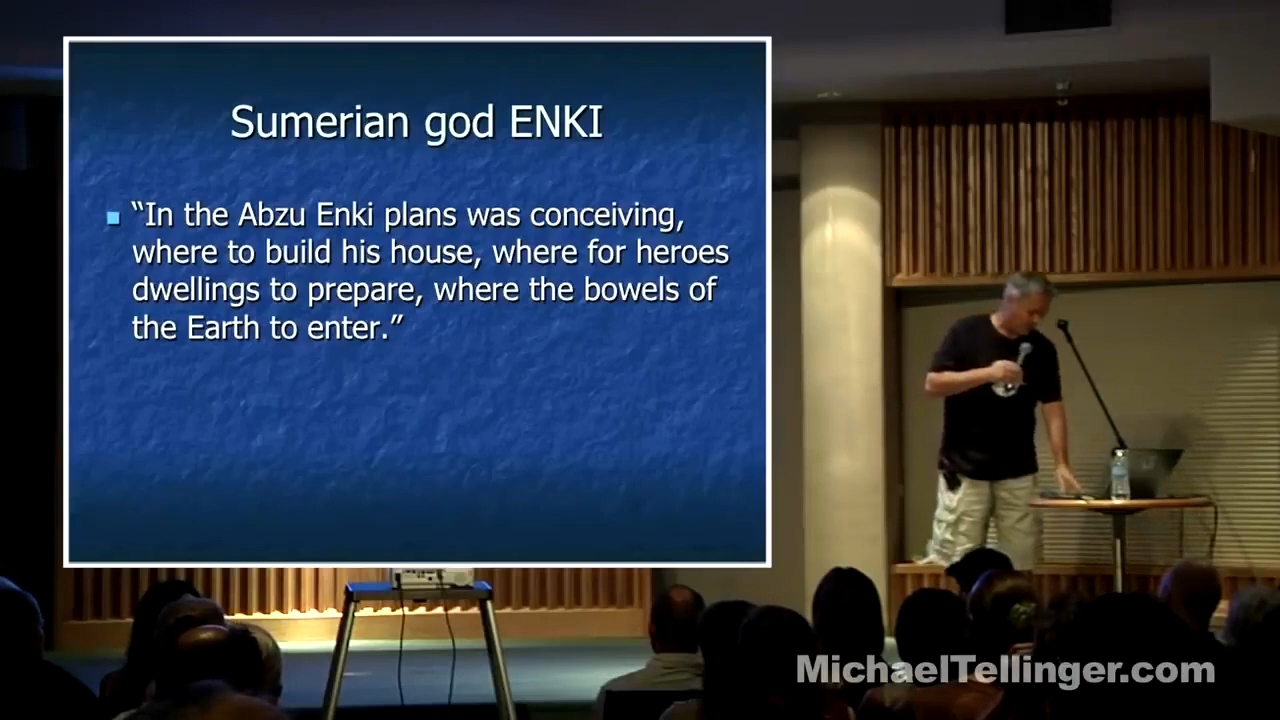 Sumerian god ENKI
“In the Abzu Enki plans was conceiving,
where to build his house, where for heroes
dwellings to prepare, where the bowels of
the Earth to enter.”
MichaelTellinger.com